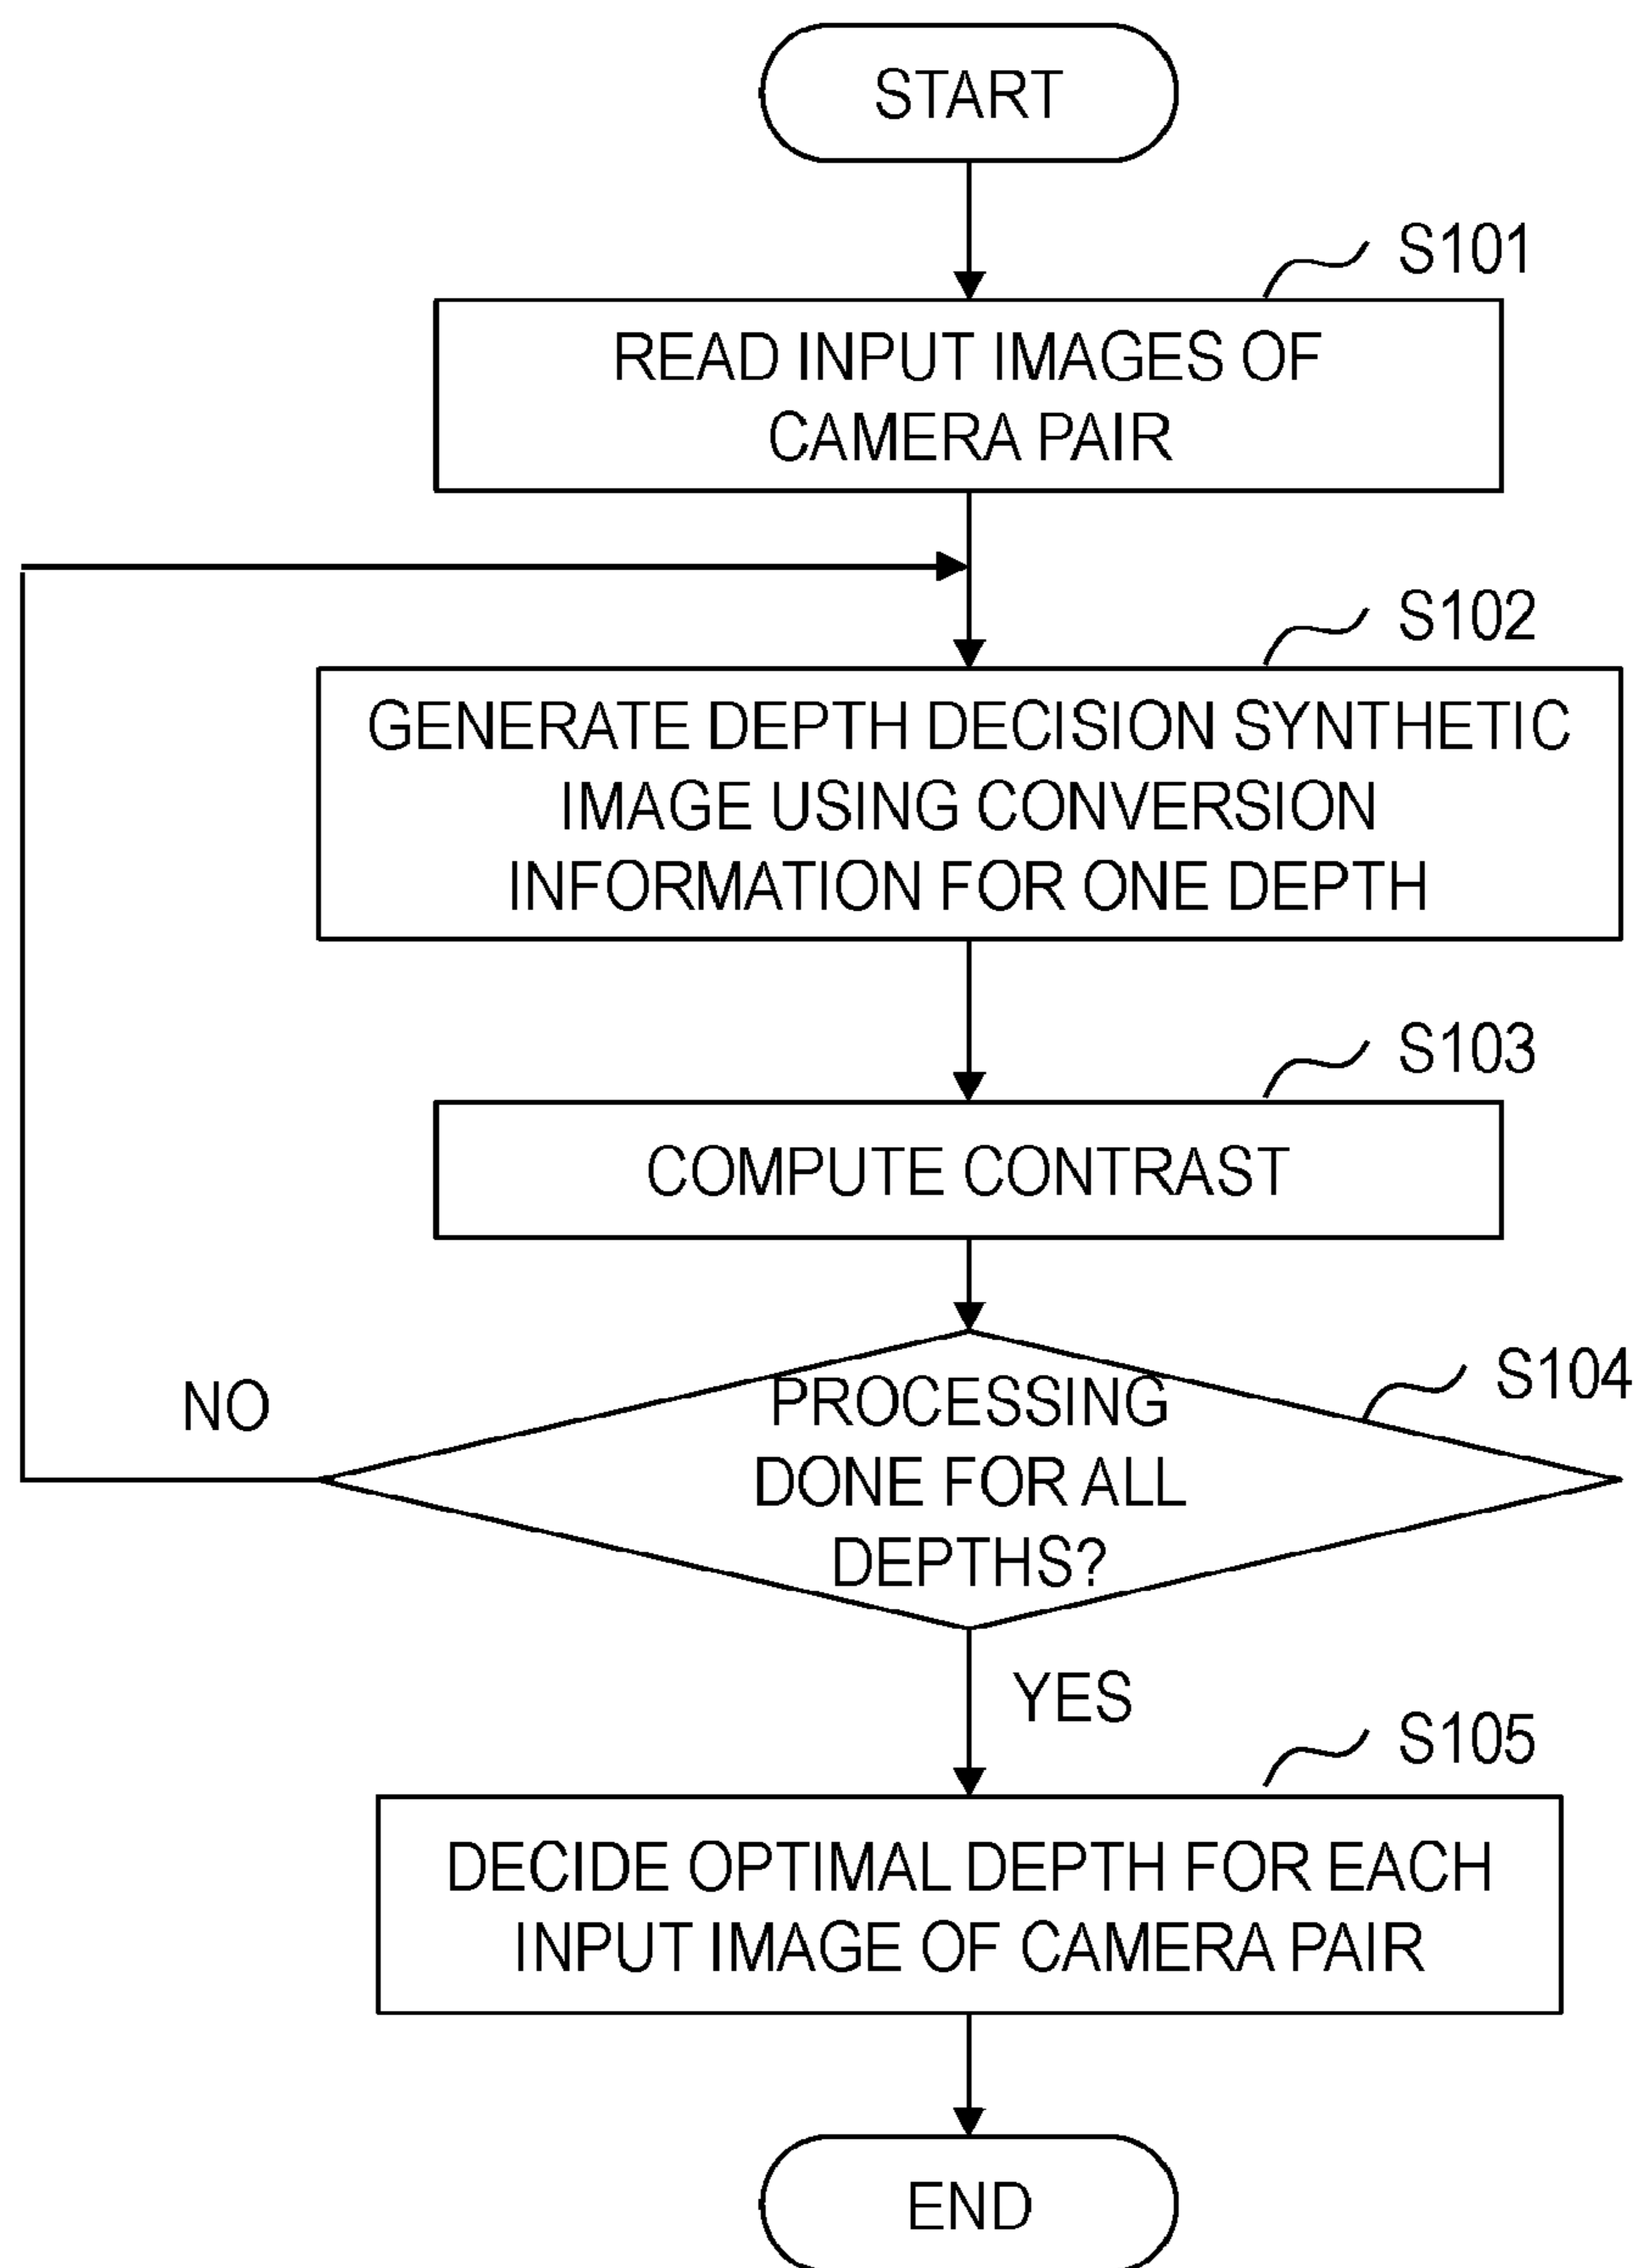 START
S101
READ INPUT IMAGES OF
CAMERA PAIR
S102
GENERATE DEPTH DECISION SYNTHETIC
IMAGE USING CONVERSION
INFORMATION FOR ONE DEPTH
S103
COMPUTE CONTRAST
S104
NO
PROCESSING
DONE FOR ALL
DEPTHS?
YES
S105
DECIDE OPTIMAL DEPTH FOR EACH
INPUT IMAGE OF CAMERA PAIR
END